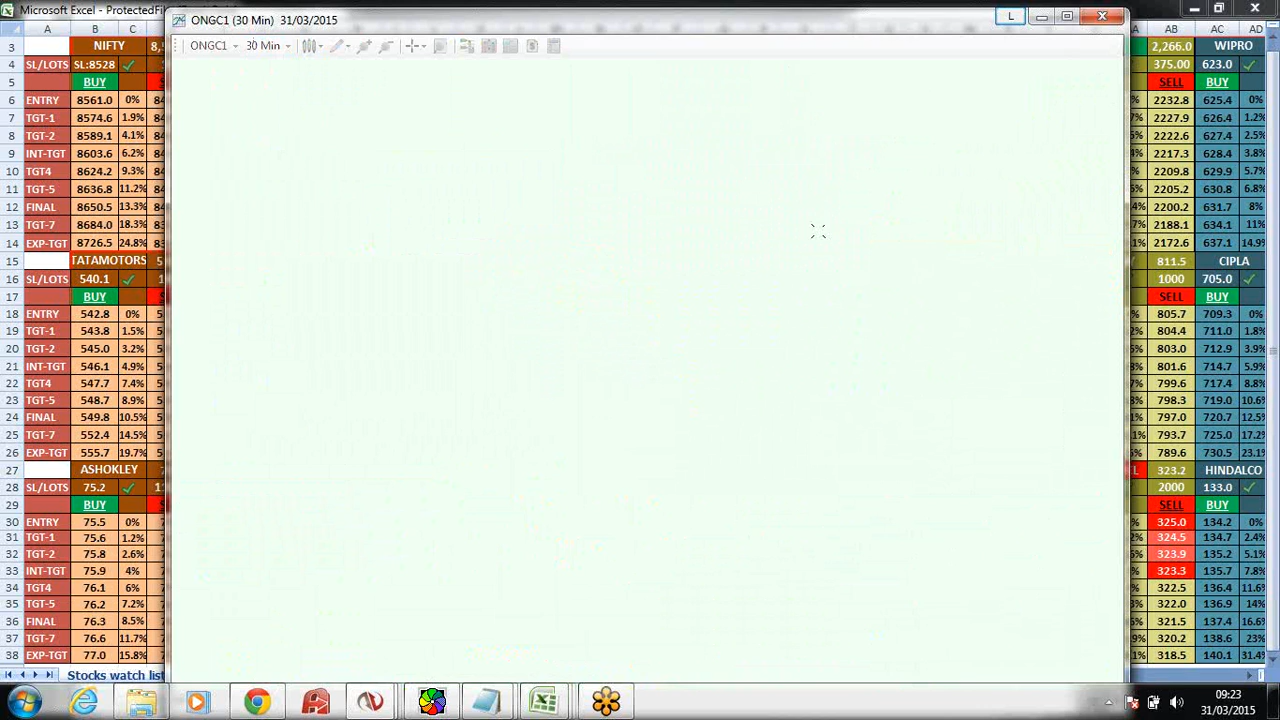 Microsoft Excel - ProtectedFil
ONGC1 (30 Min) 31/03/2015
L
ONGC1 30 Min
A B C AB AC AD
3 NIFTY 8, 2,266.0 WIPRO
4 SL/LOTS SL:8528 375.00 623.0
5 BUY SELL BUY
6 ENTRY 8561.0 0% 84 2232.8 625.4 0%
7 TGT-1 8574.6 1.9% 84 2227.9 626.4 1.2%
8 TGT-2 8589.1 4.1% 84 2222.6 627.4 2.5%
9 INT-TGT 8603.6 6.2% 84 2217.3 628.4 3.8%
10 TGT4 8624.2 9.3% 84 2209.8 629.9 5.7%
11 TGT-5 8636.8 11.2% 84 2205.2 630.8 6.8%
12 FINAL 8650.5 13.3% 84 2200.2 631.7 8%
13 TGT-7 8684.0 18.3% 83 2188.1 634.1 11%
14 EXP-TGT 8726.5 24.8% 83 2172.6 637.1 14.9%
15 TATAMOTORS 5 811.5 CIPLA
16 SL/LOTS 540.1 1 1000 705.0
17 BUY SELL BUY
18 ENTRY 542.8 0% 5 805.7 709.3 0%
19 TGT-1 543.8 1.5% 5 804.4 711.0 1.8%
20 TGT-2 545.0 3.2% 5 803.0 712.9 3.9%
21 INT-TGT 546.1 4.9% 5 801.6 714.7 5.9%
22 TGT4 547.7 7.4% 5 799.6 717.4 8.8%
23 TGT-5 548.7 8.9% 5 798.3 719.0 10.6%
24 FINAL 549.8 10.5% 5 797.0 720.7 12.5%
25 TGT-7 552.4 14.5% 5 793.7 725.0 17.2%
26 EXP-TGT 555.7 19.7% 5 789.6 730.5 23.1%
27 ASHOKLEY 7 323.2 HINDALCO
28 SL/LOTS 75.2 1 2000 133.0
29 BUY SELL BUY
30 ENTRY 75.5 0% 7 325.0 134.2 0%
31 TGT-1 75.6 1.2% 7 324.5 134.7 2.4%
32 TGT-2 75.8 2.6% 7 323.9 135.2 5.1%
33 INT-TGT 75.9 4% 7 323.3 135.7 7.8%
34 TGT4 76.1 6% 7 322.5 136.4 11.6%
35 TGT-5 76.2 7.2% 7 322.0 136.9 14%
36 FINAL 76.3 8.5% 7 321.5 137.4 16.6%
37 TGT-7 76.6 11.7% 7 320.2 138.6 23%
38 EXP-TGT 77.0 15.8% 7 318.5 140.1 31.4%
Stocks watch list
09:23
31/03/2015